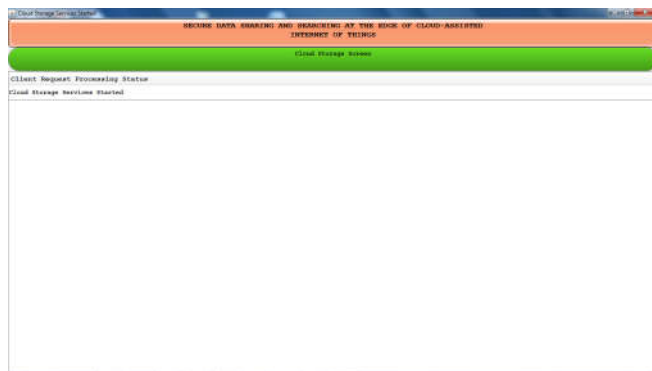 Cloud Storage Services Started
SECURE DATA SHARING AND SEARCHING AT THE EDGE OF CLOUD-ASSISTED
INTERNET OF THINGS
Cloud Storage Screen
Client Request Processing Status
Cloud Storage Services Started